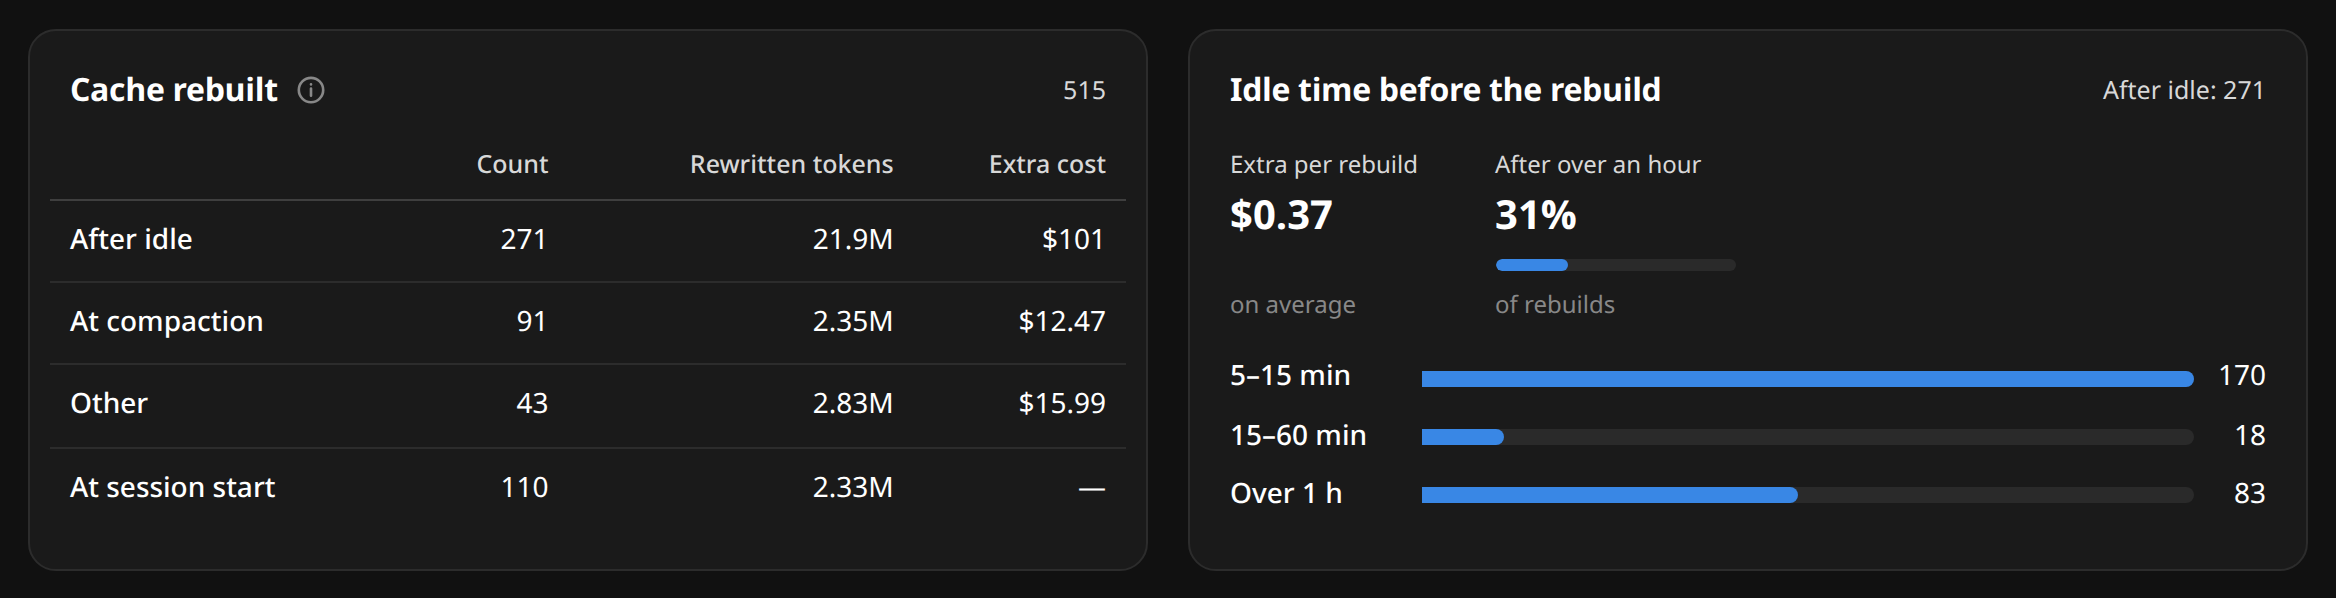 Cache rebuilt
515
Count Rewritten tokens Extra cost
After idle 271 21.9M $101
At compaction 91 2.35M $12.47
Other 43 2.83M $15.99
At session start 110 2.33M —
Idle time before the rebuild
After idle: 271
Extra per rebuild
$0.37
on average
After over an hour
31%
of rebuilds
5–15 min 170
15–60 min 18
Over 1 h 83